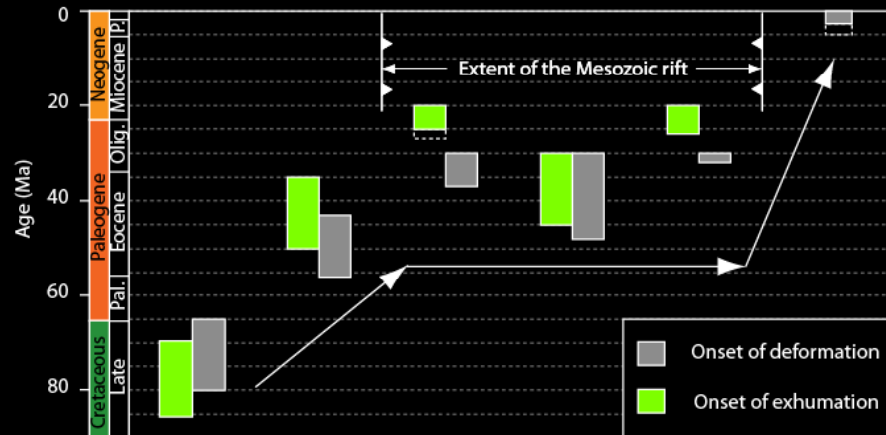 Age (Ma)
0
20
40
60
80
Neogene
Paleogene
Cretaceous
P.
Miocene
Olig.
Eocene
Pal.
Late
Extent of the Mesozoic rift
Onset of deformation
Onset of exhumation